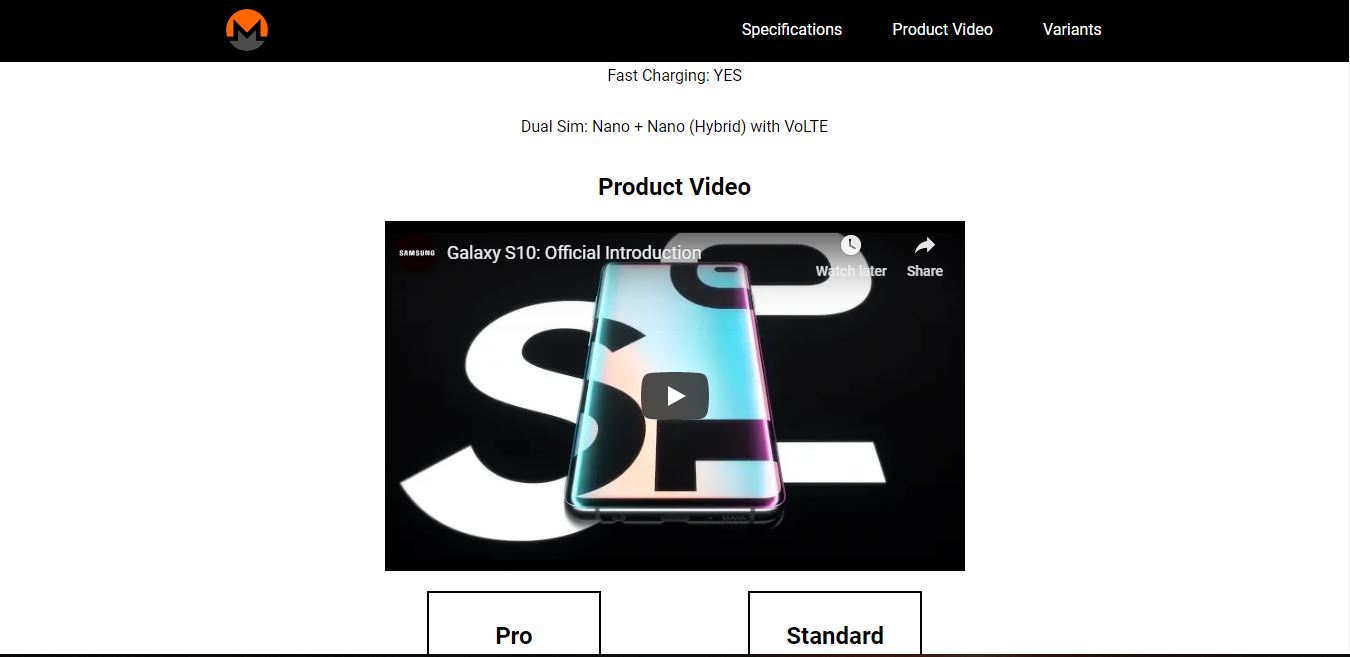 Specifications Product Video Variants
Fast Charging: YES
Dual Sim: Nano + Nano (Hybrid) with VoLTE
Product Video
SAMSUNG Galaxy S10: Official Introduction
Watch later Share
Pro Standard